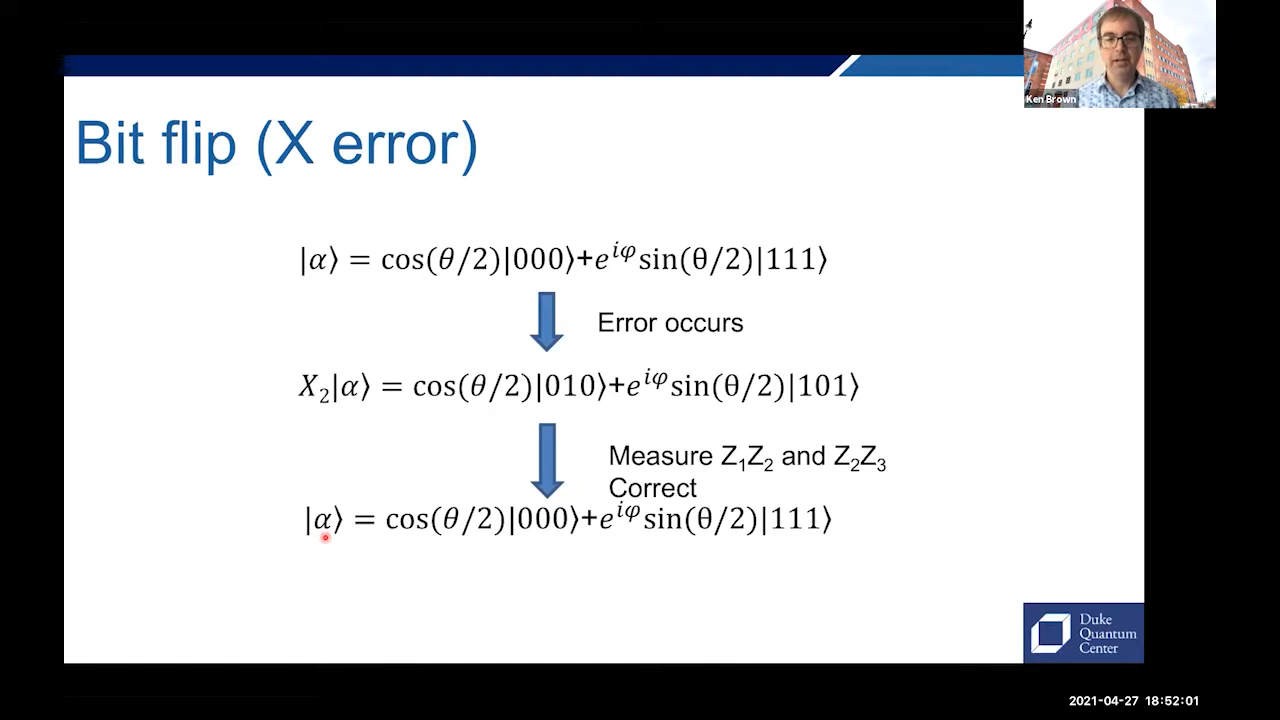 Ken Brown
Bit flip (X error)
|α⟩ = cos(θ/2)|000⟩+e^{iφ}sin(θ/2)|111⟩
Error occurs
X₂|α⟩ = cos(θ/2)|010⟩+e^{iφ}sin(θ/2)|101⟩
Measure Z₁Z₂ and Z₂Z₃
Correct
|α⟩ = cos(θ/2)|000⟩+e^{iφ}sin(θ/2)|111⟩
Duke
Quantum
Center
2021-04-27 18:52:01